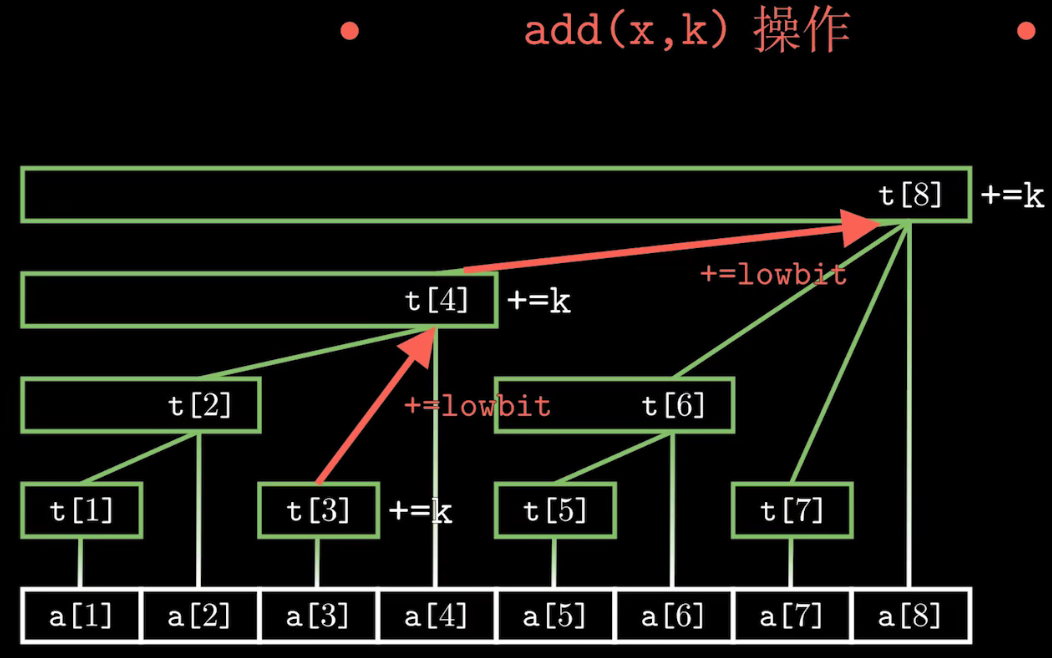 add(x,k) 操作
t[8] +=k
+=lowbit
t[4] +=k
t[2] +=lowbit t[6]
t[1] t[3] +=k t[5] t[7]
a[1] a[2] a[3] a[4] a[5] a[6] a[7] a[8]